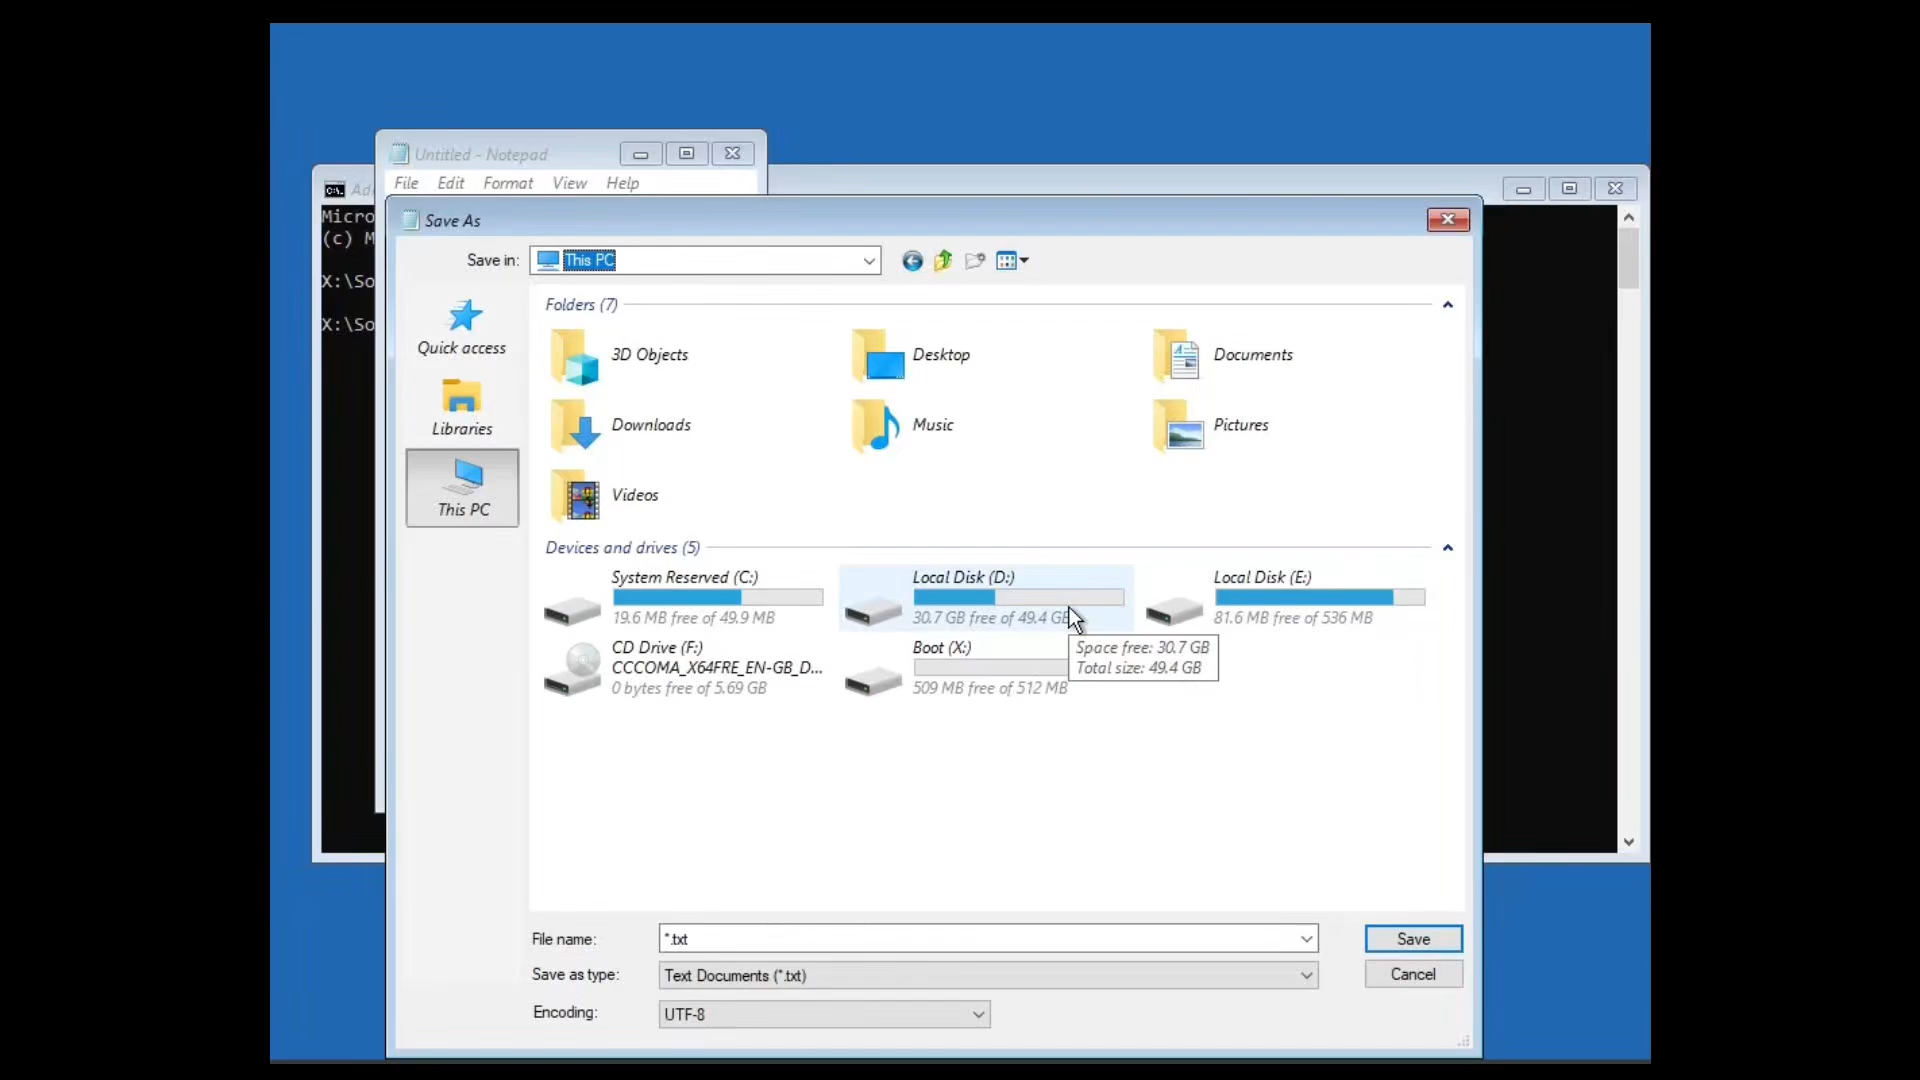 Untitled - Notepad
File Edit Format View Help
Ad
Micro
(c) M
X:\So
X:\So
Save As
Save in: This PC
Quick access
Libraries
This PC
Folders (7)
3D Objects
Desktop
Documents
Downloads
Music
Pictures
Videos
Devices and drives (5)
System Reserved (C:)
19.6 MB free of 49.9 MB
Local Disk (D:)
30.7 GB free of 49.4 GB
Local Disk (E:)
81.6 MB free of 536 MB
CD Drive (F:)
CCCOMA_X64FRE_EN-GB_D...
0 bytes free of 5.69 GB
Boot (X:)
509 MB free of 512 MB
Space free: 30.7 GB
Total size: 49.4 GB
File name: *.txt
Save
Save as type: Text Documents (*.txt)
Cancel
Encoding: UTF-8